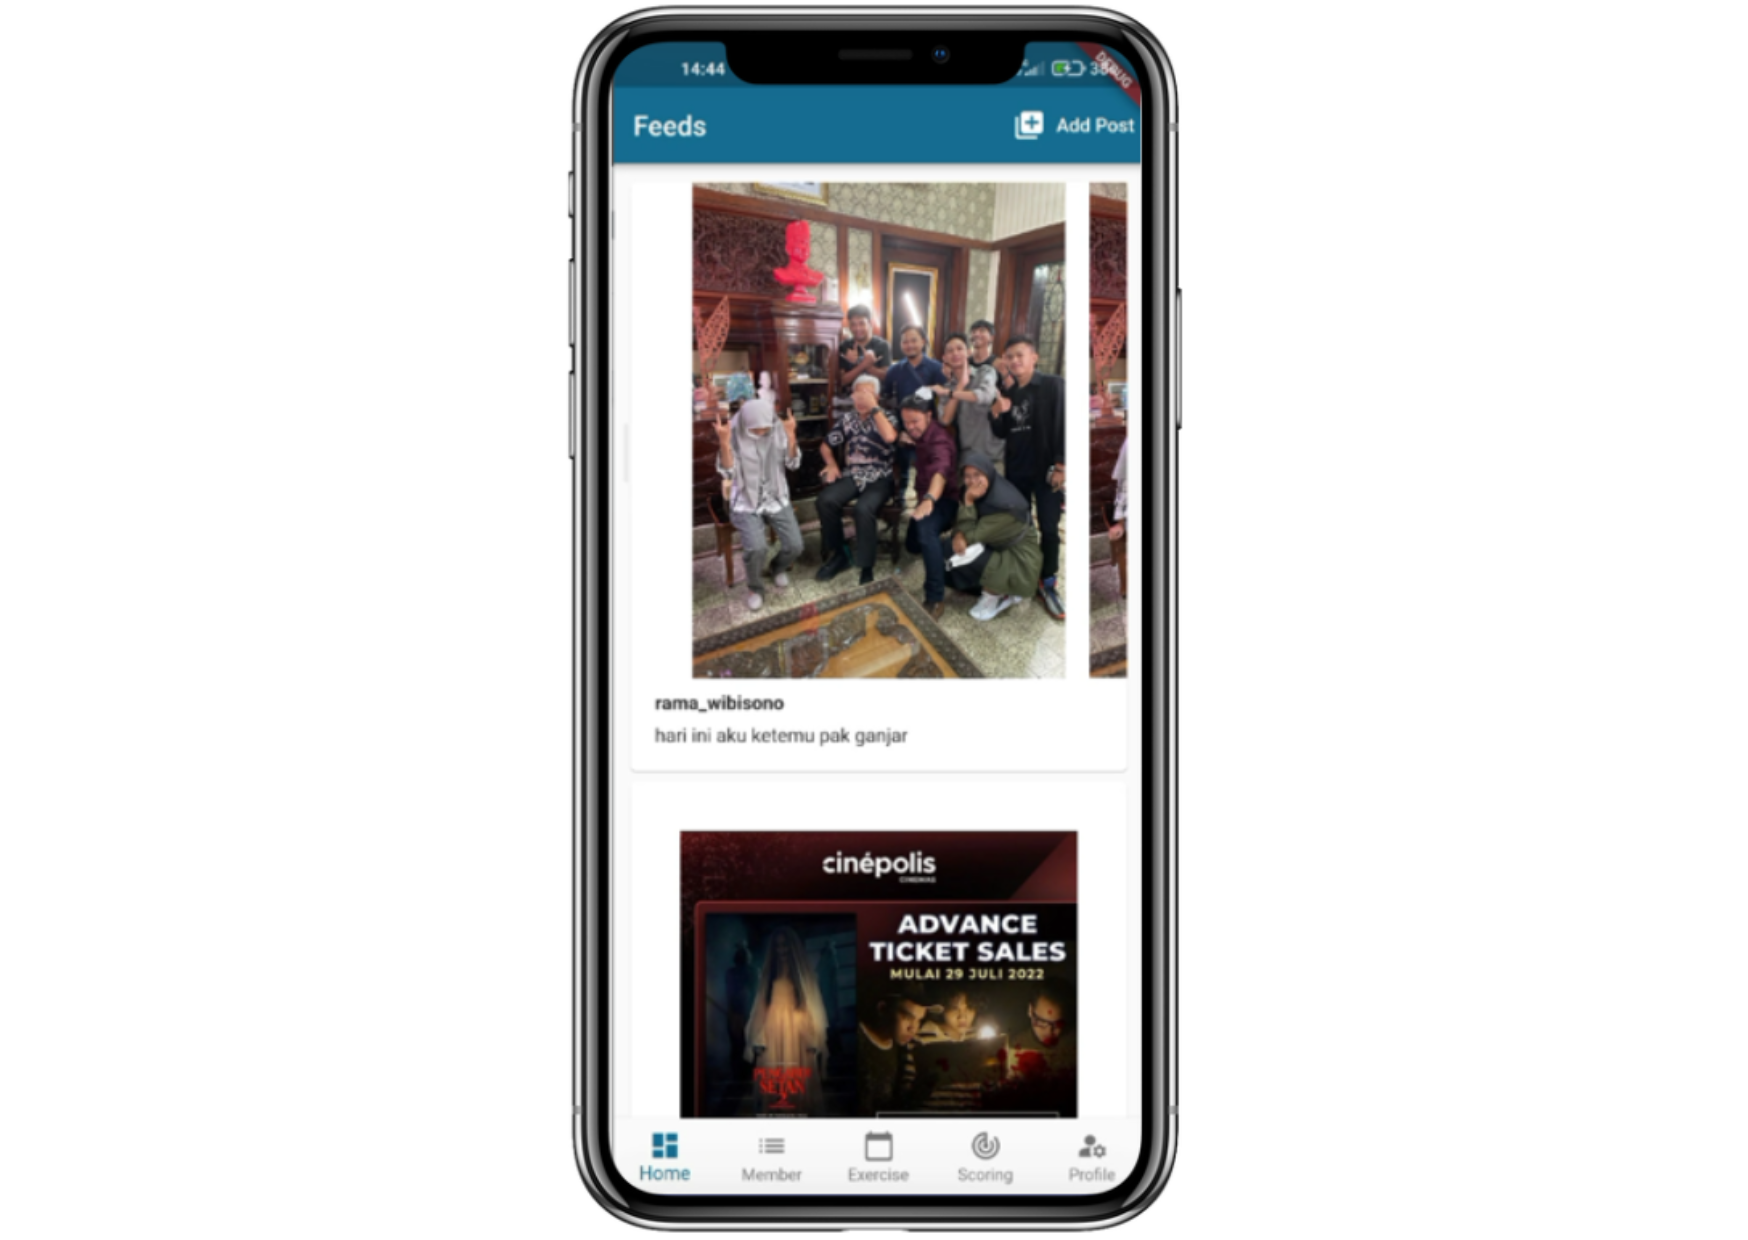 14:44
DEBUG
Feeds
Add Post
rama_wibisono
hari ini aku ketemu pak ganjar
cinépolis
CINEMAS
ADVANCE
TICKET SALES
MULAI 29 JULI 2022
SETAN
2
Home
Member
Exercise
Scoring
Profile